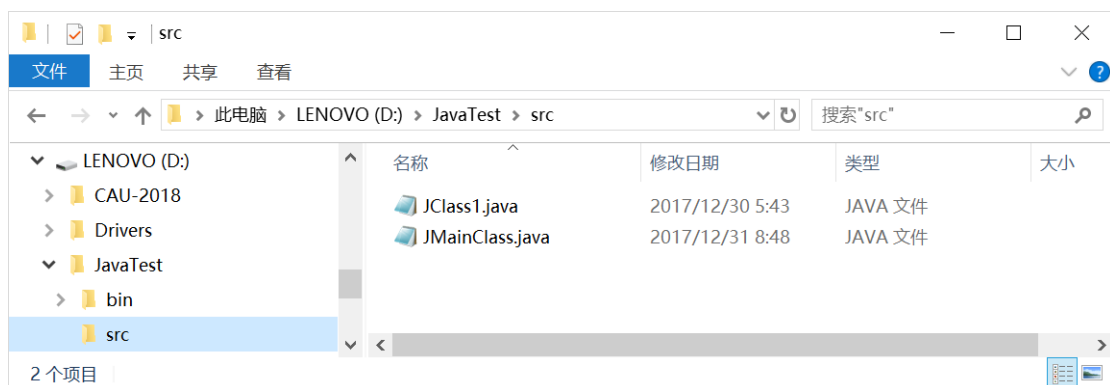 src
文件 主页 共享 查看
此电脑 > LENOVO (D:) > JavaTest > src 搜索"src"
LENOVO (D:)
CAU-2018
Drivers
JavaTest
bin
src
名称 修改日期 类型 大小
JClass1.java 2017/12/30 5:43 JAVA 文件
JMainClass.java 2017/12/31 8:48 JAVA 文件
2 个项目